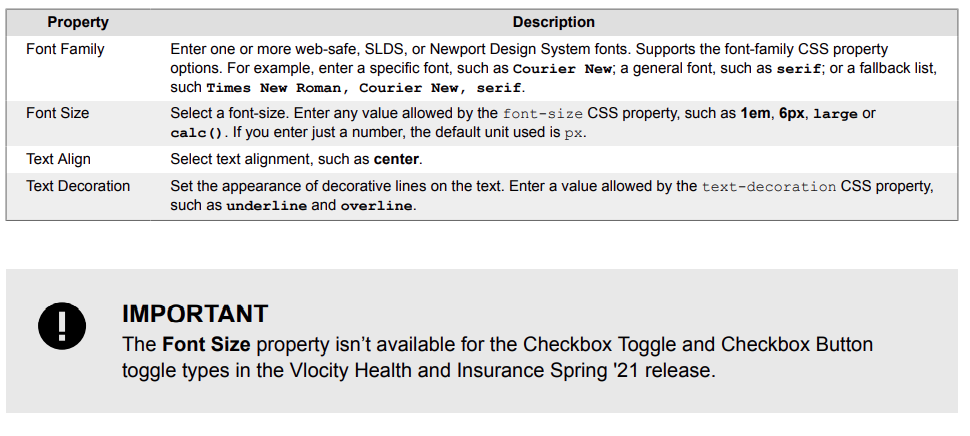 Property Description
Font Family Enter one or more web-safe, SLDS, or Newport Design System fonts. Supports the font-family CSS property
options. For example, enter a specific font, such as Courier New; a general font, such as serif; or a fallback list,
such Times New Roman, Courier New, serif.
Font Size Select a font-size. Enter any value allowed by the font-size CSS property, such as 1em, 6px, large or
calc(). If you enter just a number, the default unit used is px.
Text Align Select text alignment, such as center.
Text Decoration Set the appearance of decorative lines on the text. Enter a value allowed by the text-decoration CSS property,
such as underline and overline.
IMPORTANT
The Font Size property isn’t available for the Checkbox Toggle and Checkbox Button
toggle types in the Vlocity Health and Insurance Spring '21 release.